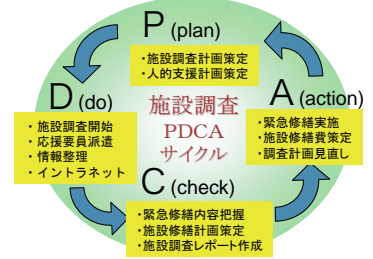 P (plan)
・施設調査計画策定
・人的支援計画策定
D (do)
・施設調査開始
・応援要員派遣
・情報整理
・イントラネット
施設調査
PDCA
サイクル
A (action)
・緊急修繕実施
・施設修繕費策定
・調査計画見直し
C (check)
・緊急修繕内容把握
・施設修繕計画策定
・施設調査レポート作成